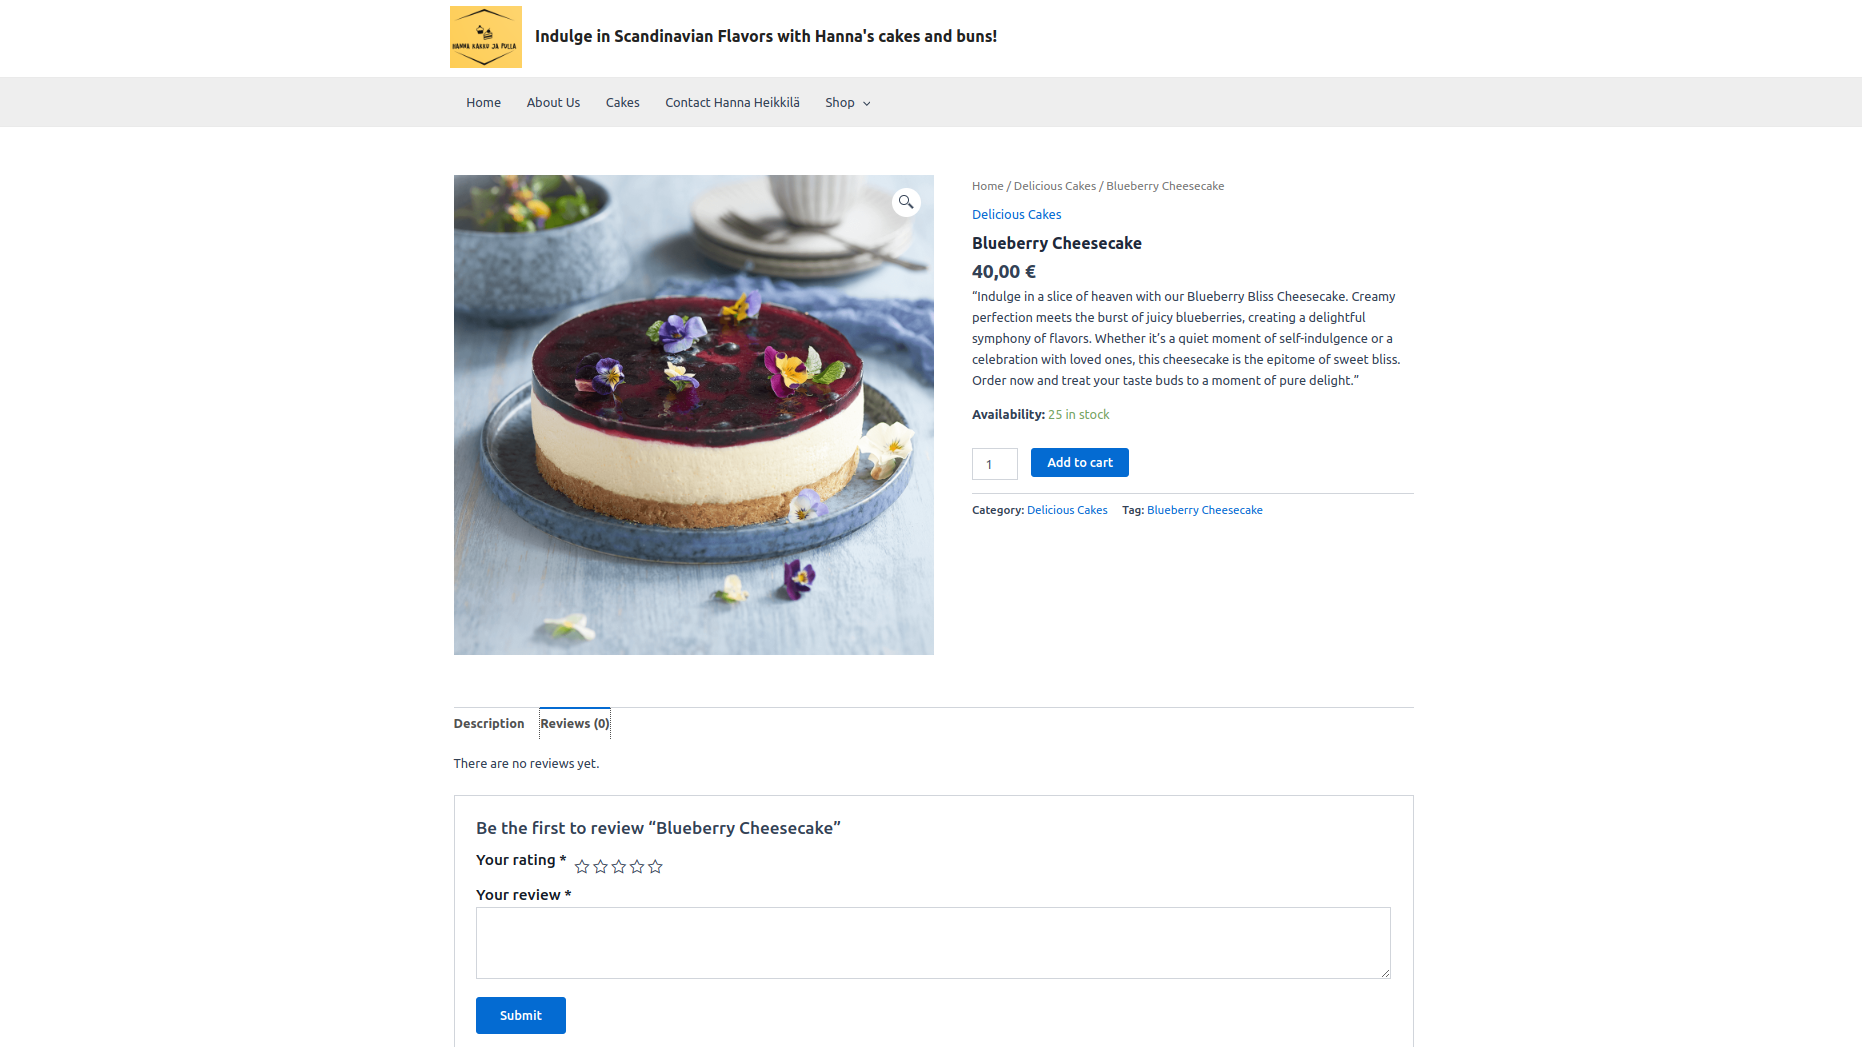 HANNA KAKKU JA PULLA
Indulge in Scandinavian Flavors with Hanna's cakes and buns!
Home
About Us
Cakes
Contact Hanna Heikkilä
Shop
Home / Delicious Cakes / Blueberry Cheesecake
Delicious Cakes
Blueberry Cheesecake
40,00 €
“Indulge in a slice of heaven with our Blueberry Bliss Cheesecake. Creamy
perfection meets the burst of juicy blueberries, creating a delightful
symphony of flavors. Whether it’s a quiet moment of self-indulgence or a
celebration with loved ones, this cheesecake is the epitome of sweet bliss.
Order now and treat your taste buds to a moment of pure delight.”
Availability: 25 in stock
1
Add to cart
Category: Delicious Cakes Tag: Blueberry Cheesecake
Description
Reviews (0)
There are no reviews yet.
Be the first to review “Blueberry Cheesecake”
Your rating *
Your review *
Submit